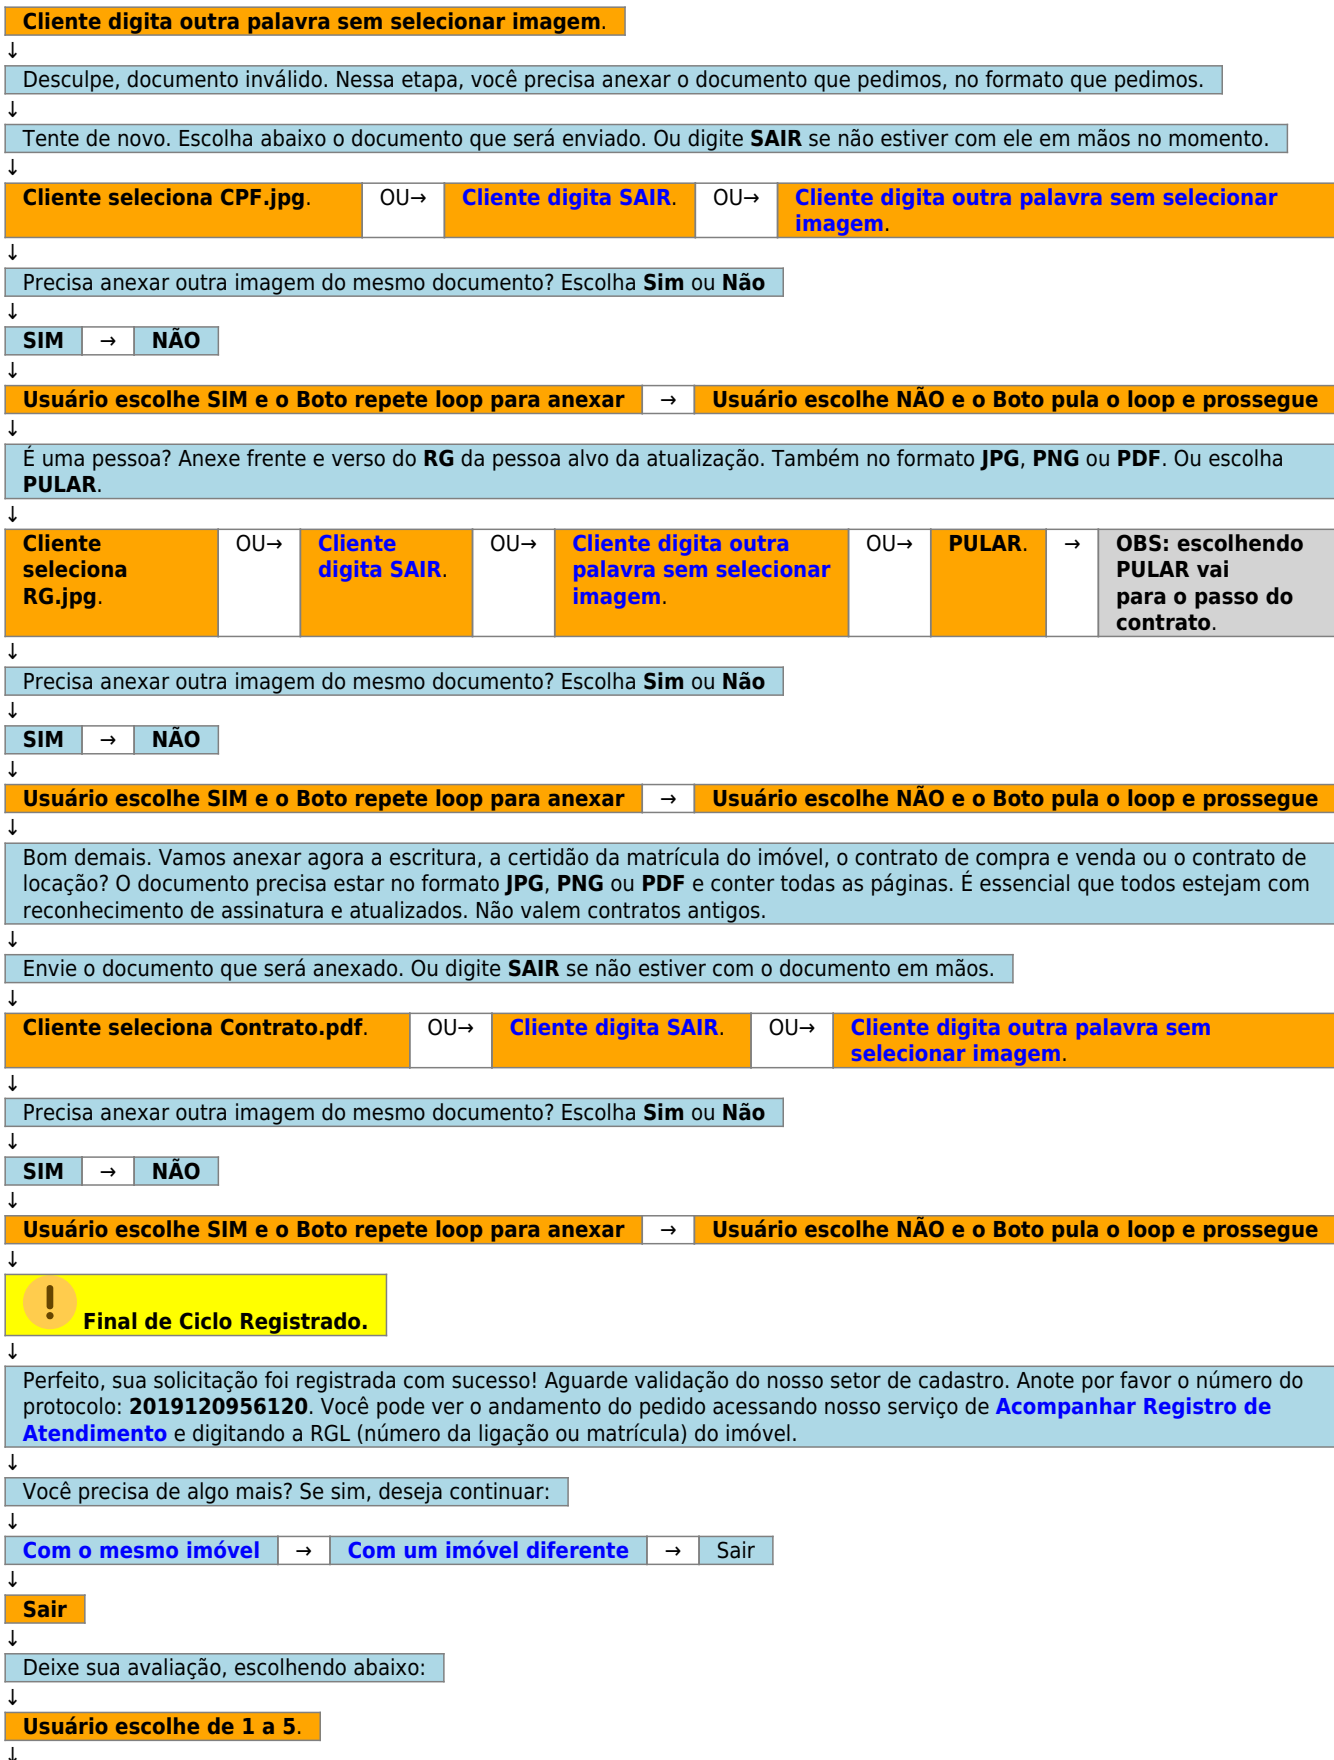 Cliente digita outra palavra sem selecionar imagem.
↓
Desculpe, documento inválido. Nessa etapa, você precisa anexar o documento que pedimos, no formato que pedimos.
↓
Tente de novo. Escolha abaixo o documento que será enviado. Ou digite SAIR se não estiver com ele em mãos no momento.
↓
Cliente seleciona CPF.jpg. OU→ Cliente digita SAIR. OU→ Cliente digita outra palavra sem selecionar
imagem.
↓
Precisa anexar outra imagem do mesmo documento? Escolha Sim ou Não
↓
SIM → NÃO
↓
Usuário escolhe SIM e o Boto repete loop para anexar → Usuário escolhe NÃO e o Boto pula o loop e prossegue
↓
É uma pessoa? Anexe frente e verso do RG da pessoa alvo da atualização. Também no formato JPG, PNG ou PDF. Ou escolha
PULAR.
↓
Cliente
seleciona
RG.jpg.
OU→
Cliente
digita SAIR.
OU→
Cliente digita outra
palavra sem selecionar
imagem.
OU→
PULAR.
→
OBS: escolhendo
PULAR vai
para o passo do
contrato.
↓
Precisa anexar outra imagem do mesmo documento? Escolha Sim ou Não
↓
SIM → NÃO
↓
Usuário escolhe SIM e o Boto repete loop para anexar → Usuário escolhe NÃO e o Boto pula o loop e prossegue
↓
Bom demais. Vamos anexar agora a escritura, a certidão da matrícula do imóvel, o contrato de compra e venda ou o contrato de
locação? O documento precisa estar no formato JPG, PNG ou PDF e conter todas as páginas. É essencial que todos estejam com
reconhecimento de assinatura e atualizados. Não valem contratos antigos.
↓
Envie o documento que será anexado. Ou digite SAIR se não estiver com o documento em mãos.
↓
Cliente seleciona Contrato.pdf. OU→ Cliente digita SAIR. OU→ Cliente digita outra palavra sem
selecionar imagem.
↓
Precisa anexar outra imagem do mesmo documento? Escolha Sim ou Não
↓
SIM → NÃO
↓
Usuário escolhe SIM e o Boto repete loop para anexar → Usuário escolhe NÃO e o Boto pula o loop e prossegue
↓
! Final de Ciclo Registrado.
↓
Perfeito, sua solicitação foi registrada com sucesso! Aguarde validação do nosso setor de cadastro. Anote por favor o número do
protocolo: 2019120956120. Você pode ver o andamento do pedido acessando nosso serviço de Acompanhar Registro de
Atendimento e digitando a RGL (número da ligação ou matrícula) do imóvel.
↓
Você precisa de algo mais? Se sim, deseja continuar:
↓
Com o mesmo imóvel → Com um imóvel diferente → Sair
↓
Sair
↓
Deixe sua avaliação, escolhendo abaixo:
↓
Usuário escolhe de 1 a 5.
↓